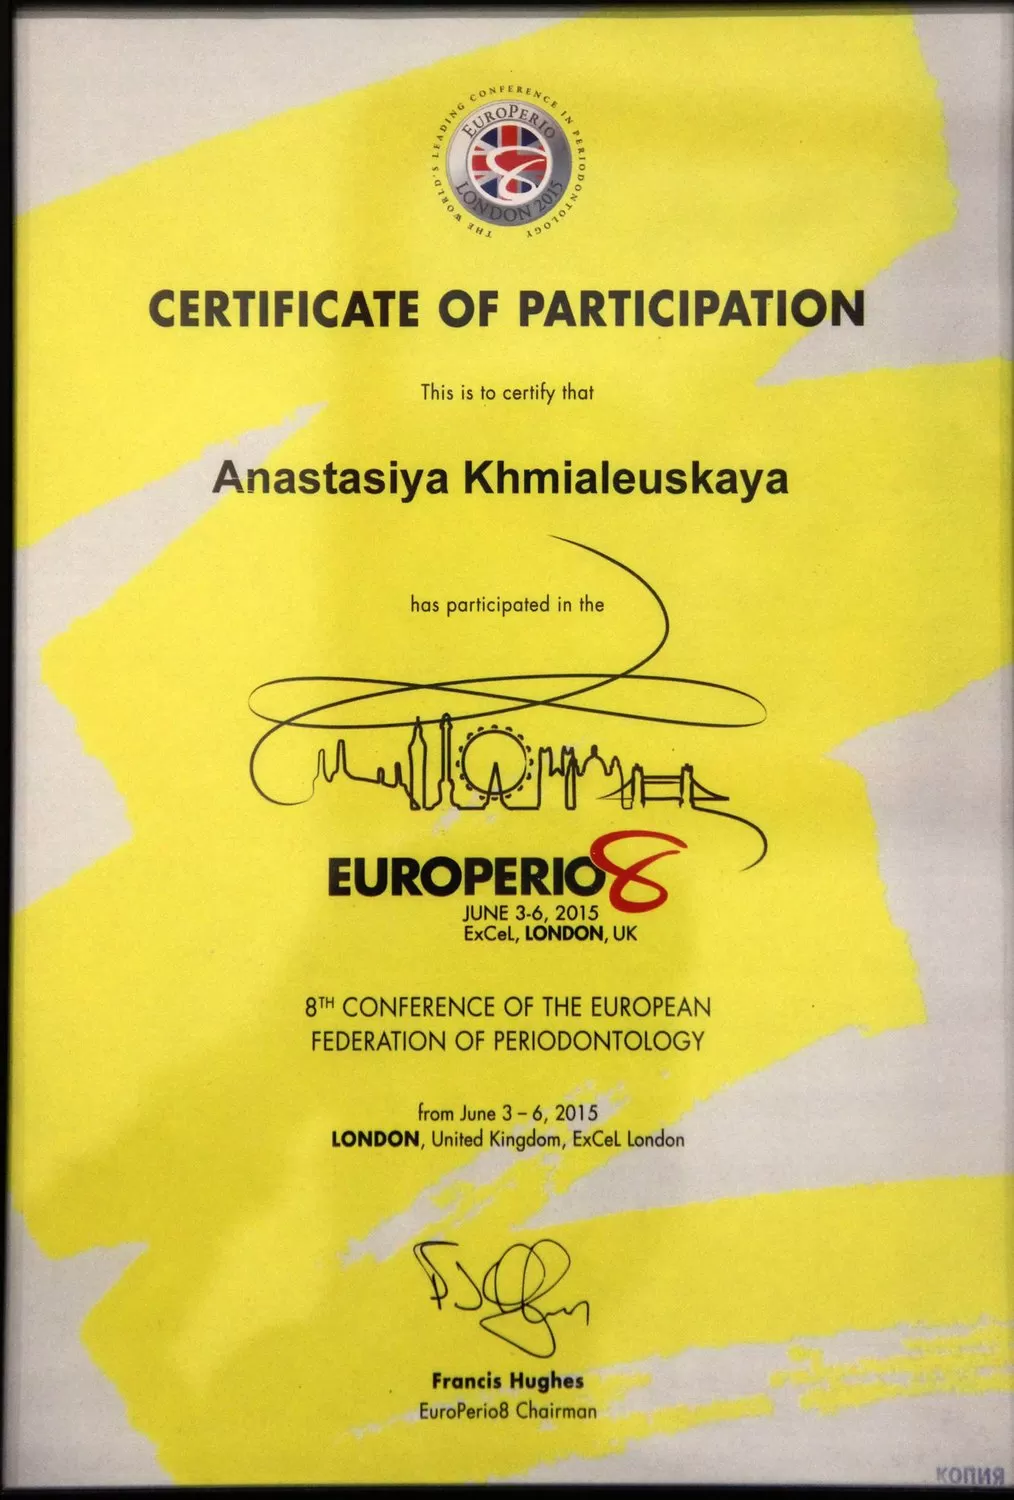 THE WORLD'S LEADING CONFERENCE IN PERIODONTOLOGY
EUROPERIO
LONDON 2015
CERTIFICATE OF PARTICIPATION
This is to certify that
Anastasiya Khmialeuskaya
has participated in the
EUROPERIO8
JUNE 3-6, 2015
ExCeL, LONDON, UK
8TH CONFERENCE OF THE EUROPEAN
FEDERATION OF PERIODONTOLOGY
from June 3 – 6, 2015
LONDON, United Kingdom, ExCeL London
Francis Hughes
EuroPerio8 Chairman
КОПИЯ